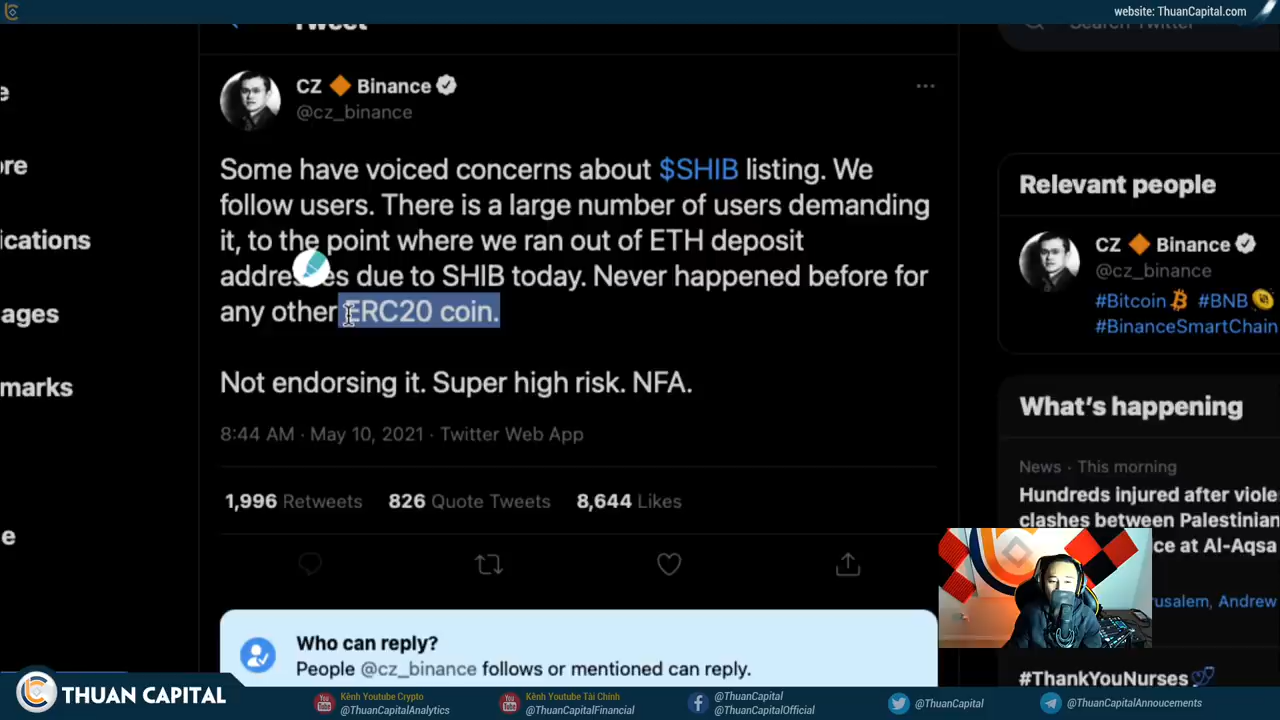 website: ThuanCapital.com
Tweet
Search Twitter
CZ 🔶 Binance
@cz_binance
Some have voiced concerns about $SHIB listing. We
follow users. There is a large number of users demanding
it, to the point where we ran out of ETH deposit
addresses due to SHIB today. Never happened before for
any other ERC20 coin.
Not endorsing it. Super high risk. NFA.
8:44 AM · May 10, 2021 · Twitter Web App
1,996 Retweets 826 Quote Tweets 8,644 Likes
Who can reply?
People @cz_binance follows or mentioned can reply.
e
ore
ications
ages
marks
e
Relevant people
CZ 🔶 Binance
@cz_binance
#Bitcoin #BNB
#BinanceSmartChain
What's happening
News · This morning
Hundreds injured after viole
clashes between Palestinian
ce at Al-Aqsa
rusalem, Andrew
#ThankYouNurses
THUAN CAPITAL
Kênh Youtube Crypto
@ThuanCapitalAnalytics
Kênh Youtube Tài Chính
@ThuanCapitalFinancial
@ThuanCapital
@ThuanCapitalOfficial
@ThuanCapital
@ThuanCapitalAnnoucements